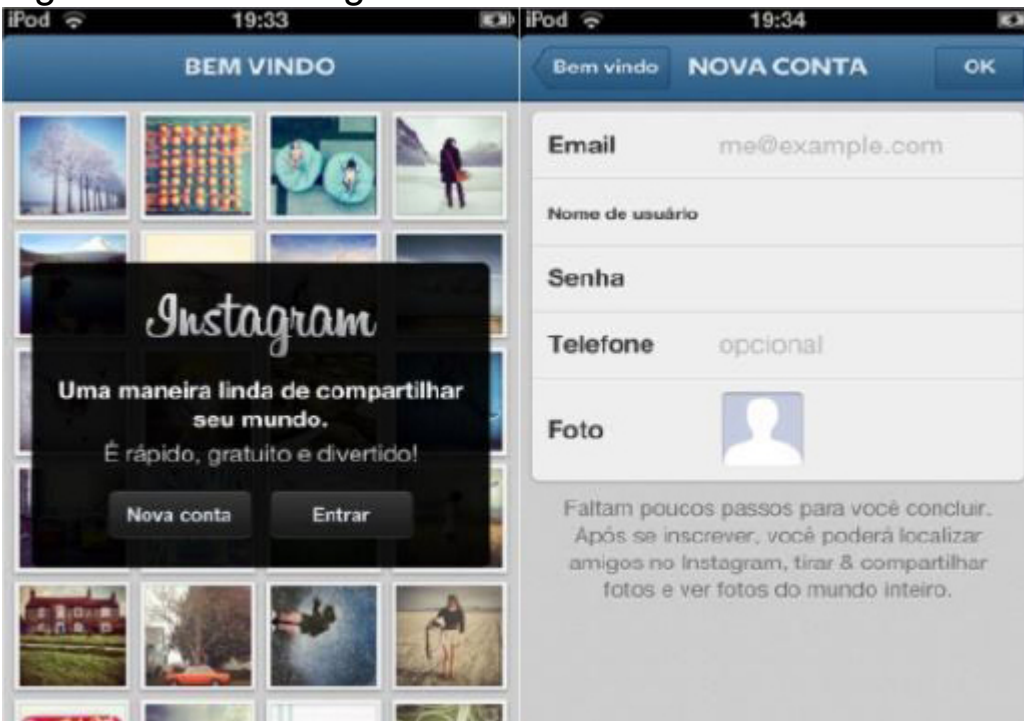 iPod 19:33
BEM VINDO
Instagram
Uma maneira linda de compartilhar
seu mundo.
É rápido, gratuito e divertido!
Nova conta Entrar
iPod 19:34
Bem vindo NOVA CONTA OK
Email me@example.com
Nome de usuário
Senha
Telefone opcional
Foto
Faltam poucos passos para você concluir.
Após se inscrever, você poderá localizar
amigos no Instagram, tirar & compartilhar
fotos e ver fotos do mundo inteiro.